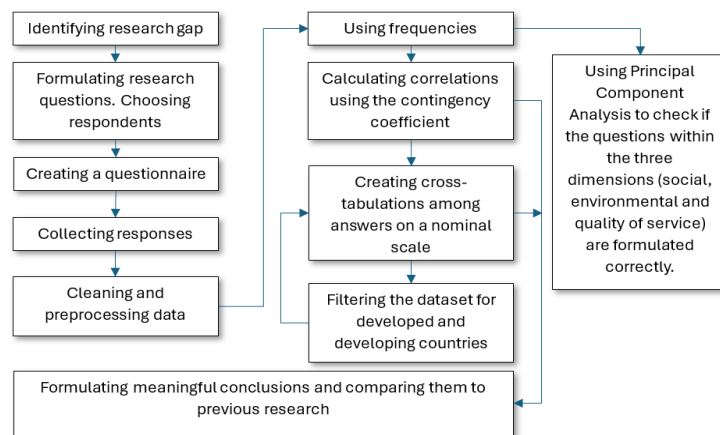 Identifying research gap
Formulating research
questions. Choosing
respondents
Creating a questionnaire
Collecting responses
Cleaning and
preprocessing data
Using frequencies
Calculating correlations
using the contingency
coefficient
Creating cross-
tabulations among
answers on a nominal
scale
Filtering the dataset for
developed and
developing countries
Using Principal
Component
Analysis to check if
the questions within
the three
dimensions (social,
environmental and
quality of service)
are formulated
correctly.
Formulating meaningful conclusions and comparing them to
previous research